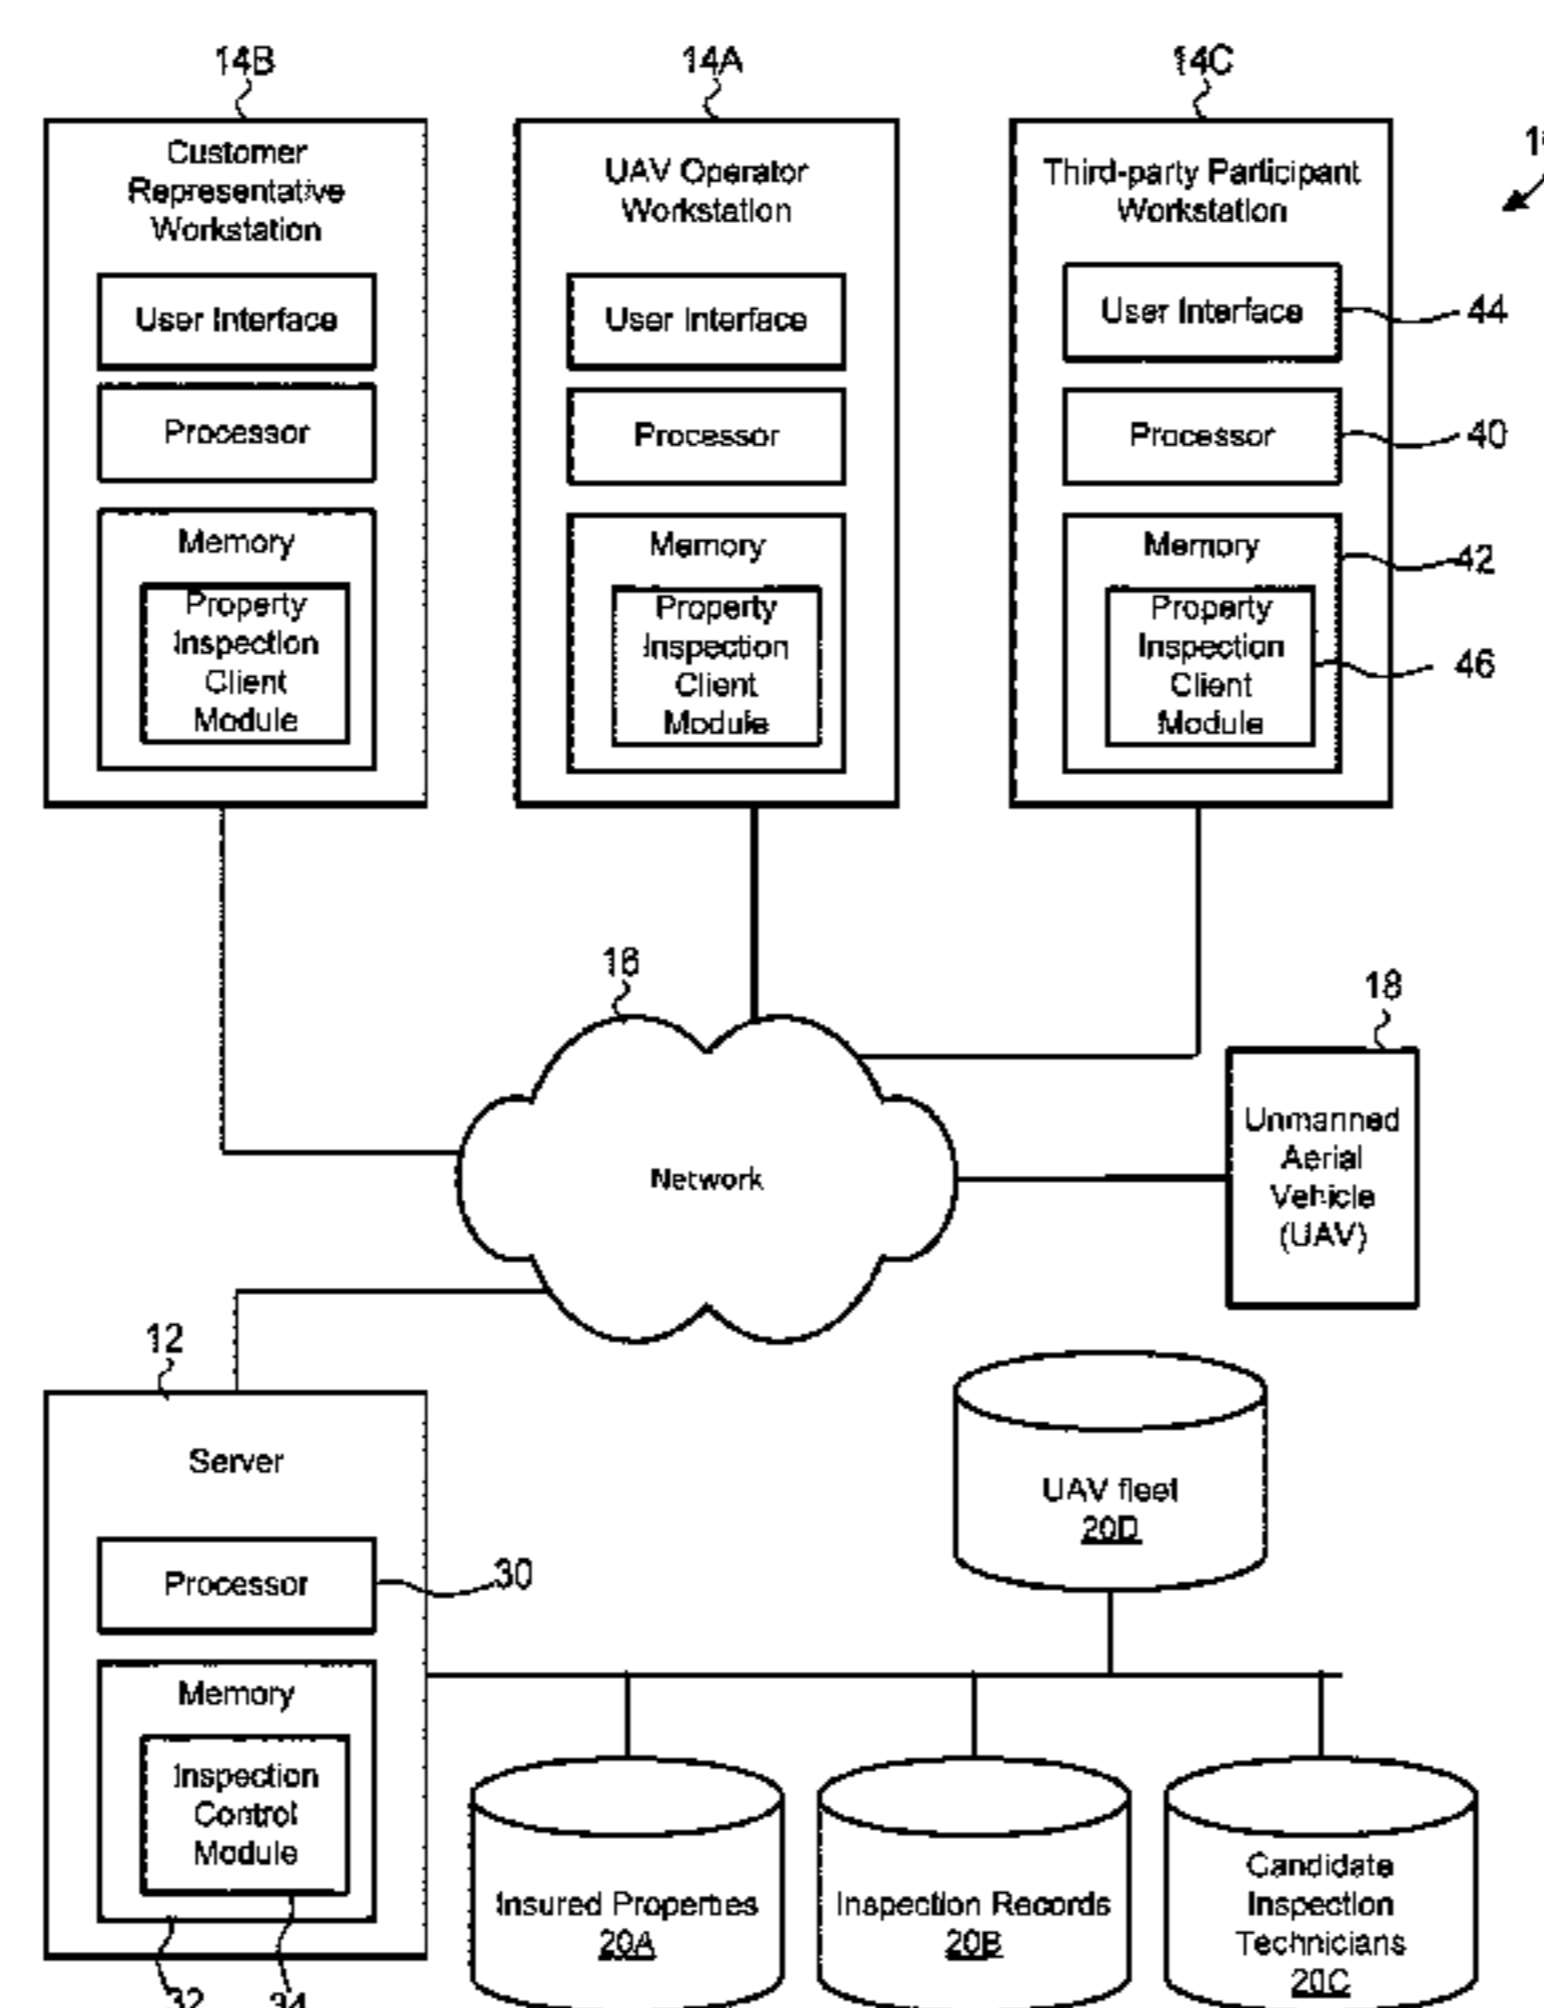 14B
14A
14C
Customer
Representative
Workstation
UAV Operator
Workstation
Third-party Participant
Workstation
User Interface
User Interface
User Interface
44
Processor
Processor
Processor
40
Memory
Memory
Memory
42
Property
Inspection
Client
Module
Property
Inspection
Client
Module
Property
Inspection
Client
Module
46
16
18
Network
Unmanned
Aerial
Vehicle
(UAV)
12
Server
UAV fleet
20D
Processor
30
Memory
Inspection
Control
Module
Insured Properties
20A
Inspection Records
20B
Candidate
Inspection
Technicians
20C
32
34